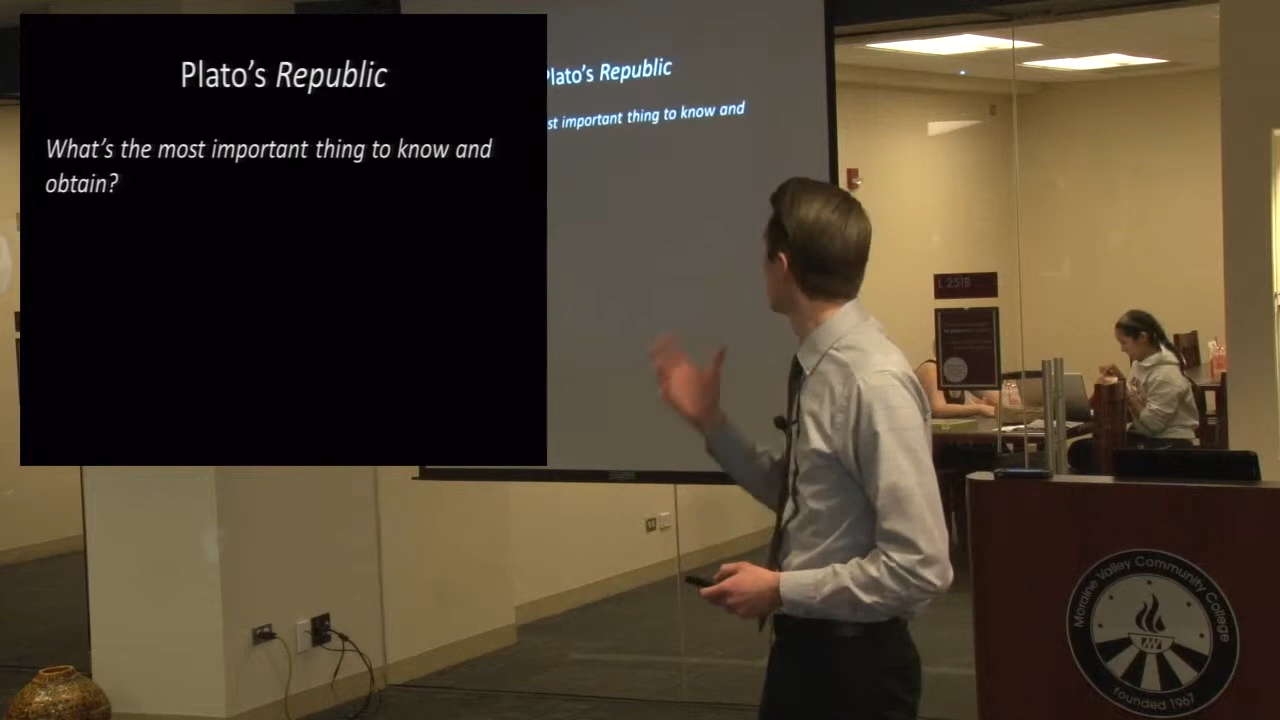 Plato's Republic
What's the most important thing to know and
obtain?
Plato's Republic
st important thing to know and
L 251B
Moraine Valley Community College
founded 1967